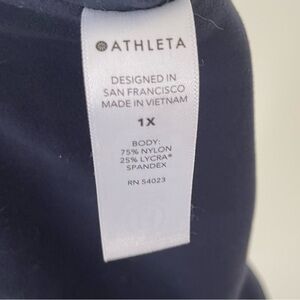 ATHLETA
DESIGNED IN
SAN FRANCISCO
MADE IN VIETNAM
1X
BODY:
75% NYLON
25% LYCRA®
SPANDEX
RN 54023